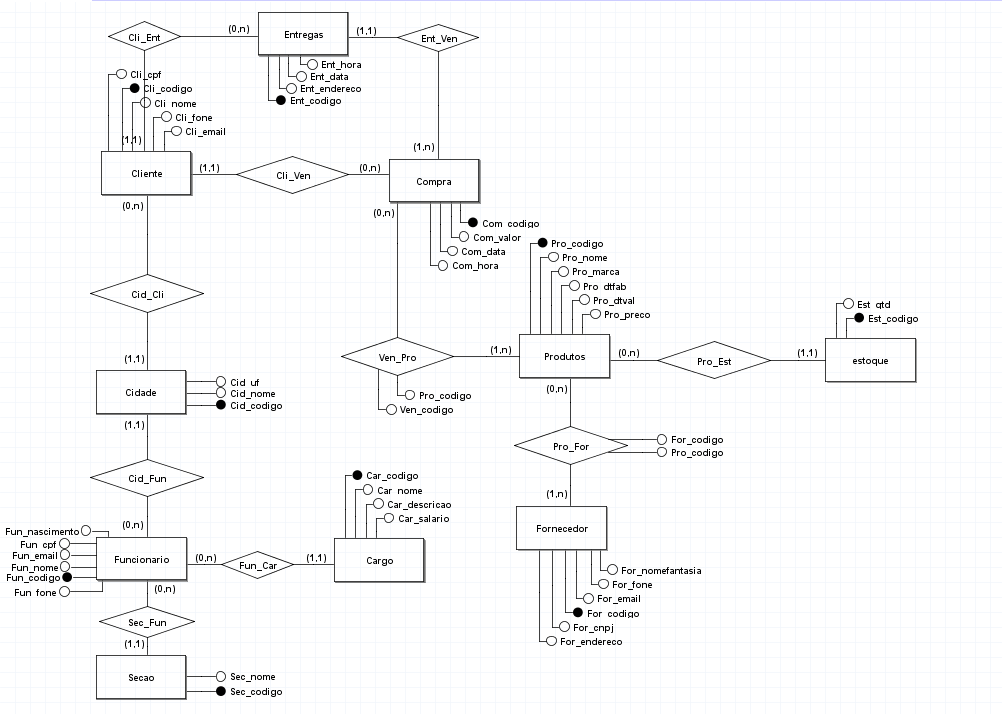 Cli_Ent
(0,n)
Entregas
(1,1)
Ent_Ven
Ent_hora
Ent_data
Ent_endereco
Ent_codigo
Cli_cpf
Cli_codigo
Cli_nome
Cli_fone
Cli_email
(1,1)
(1,n)
Cliente
(1,1)
Cli_Ven
(0,n)
Compra
(0,n)
(0,n)
Com_codigo
Com_valor
Com_data
Com_hora
Pro_codigo
Pro_nome
Pro_marca
Pro_dtfab
Pro_dtval
Pro_preco
Cid_Cli
Est_qtd
Est_codigo
(1,1)
Ven_Pro
(1,n)
Produtos
(0,n)
Pro_Est
(1,1)
estoque
Cidade
Cid_uf
Cid_nome
Cid_codigo
(0,n)
Pro_codigo
Ven_codigo
(1,1)
Pro_For
For_codigo
Pro_codigo
Cid_Fun
(1,n)
Car_codigo
Car_nome
Car_descricao
Car_salario
Fornecedor
(0,n)
Fun_nascimento
Fun_cpf
Fun_email
Fun_nome
Fun_codigo
Fun_fone
Funcionario
(0,n)
Fun_Car
(1,1)
Cargo
(0,n)
For_nomefantasia
For_fone
For_email
For_codigo
For_cnpj
For_endereco
Sec_Fun
(1,1)
Secao
Sec_nome
Sec_codigo